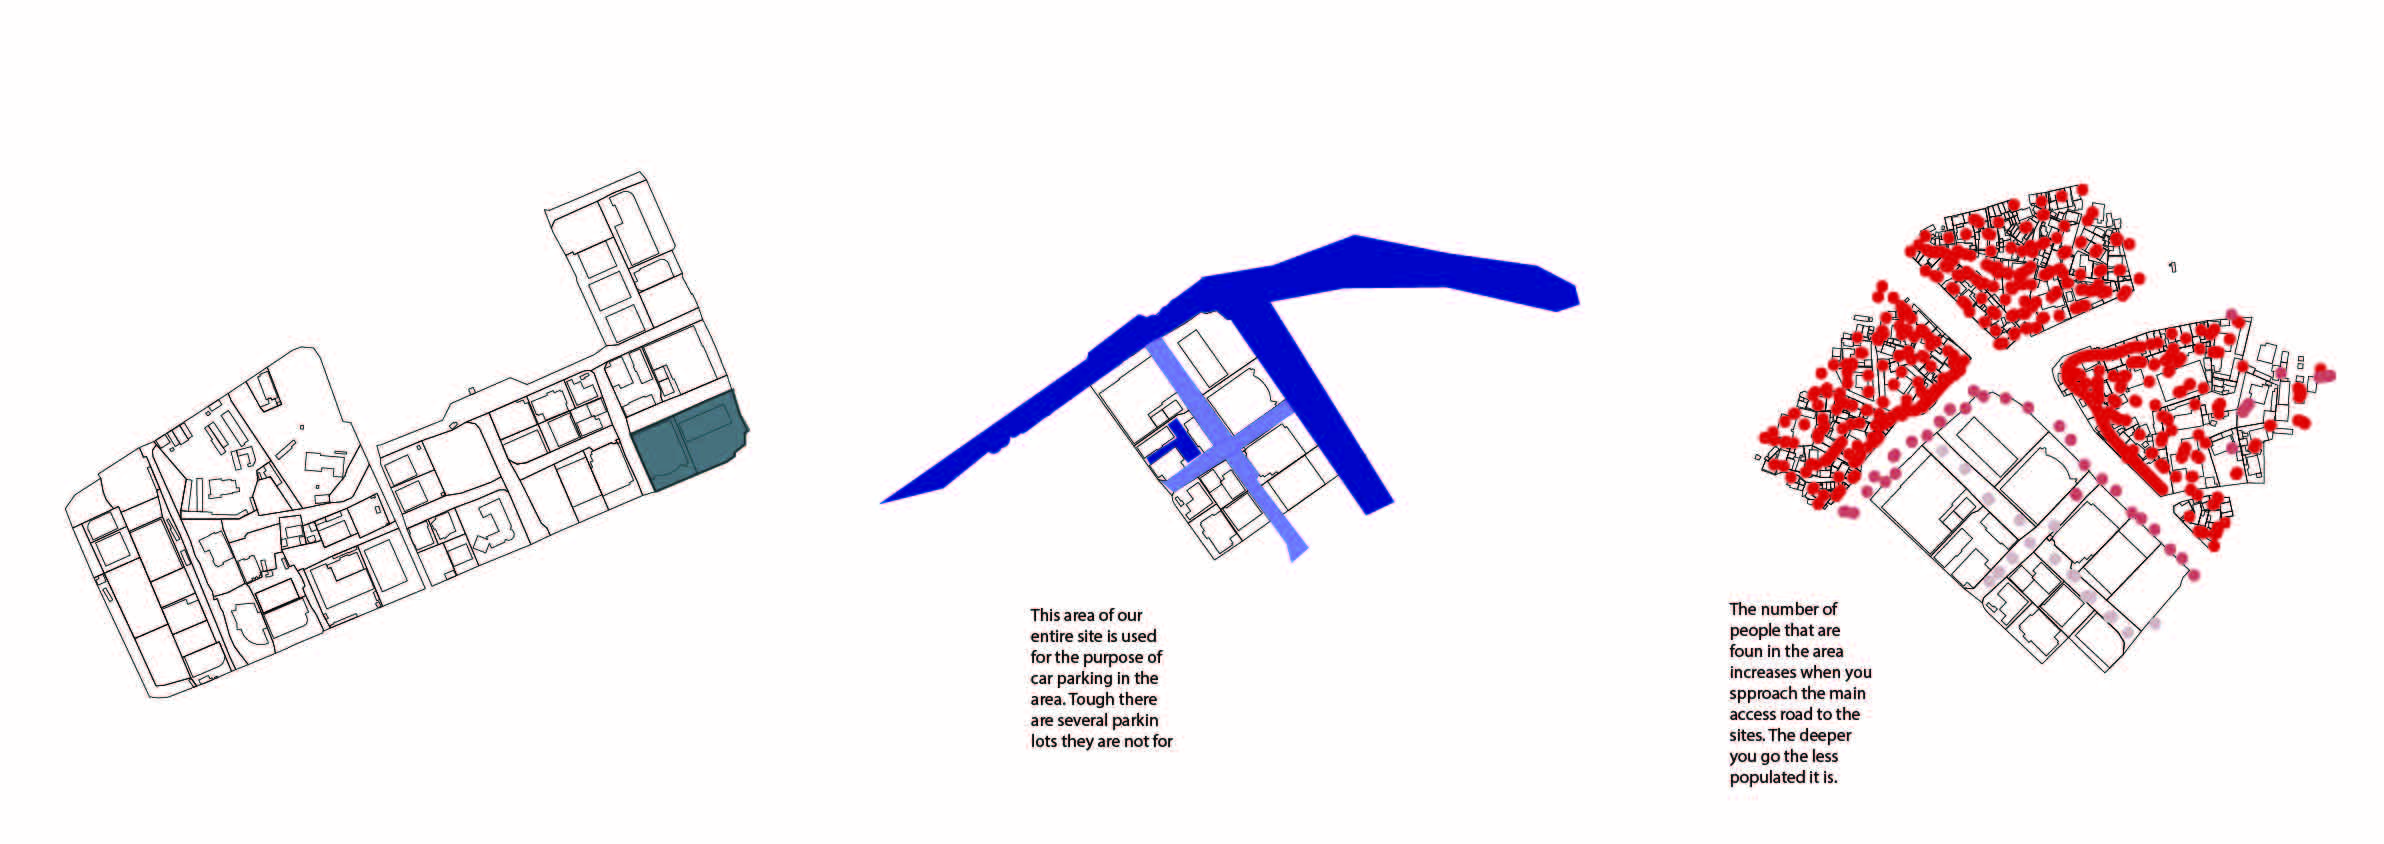 This area of our
entire site is used
for the purpose of
car parking in the
area. Tough there
are several parkin
lots they are not for
The number of
people that are
foun in the area
increases when you
spproach the main
access road to the
sites. The deeper
you go the less
populated it is.